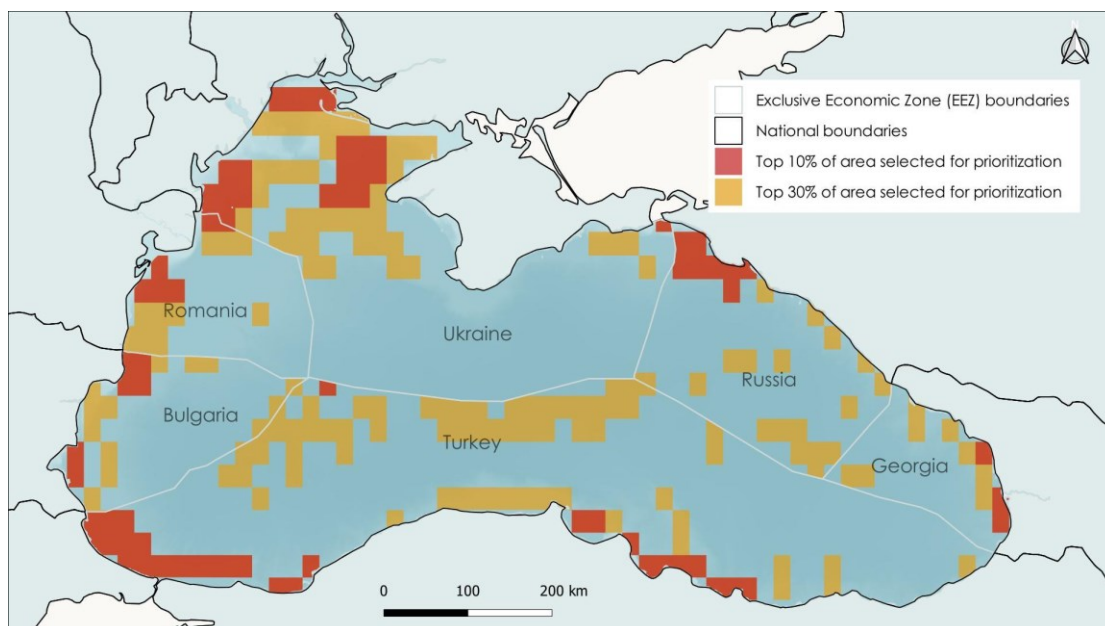 N
Exclusive Economic Zone (EEZ) boundaries
National boundaries
Top 10% of area selected for prioritization
Top 30% of area selected for prioritization
Romania
Ukraine
Russia
Bulgaria
Turkey
Georgia
0 100 200 km